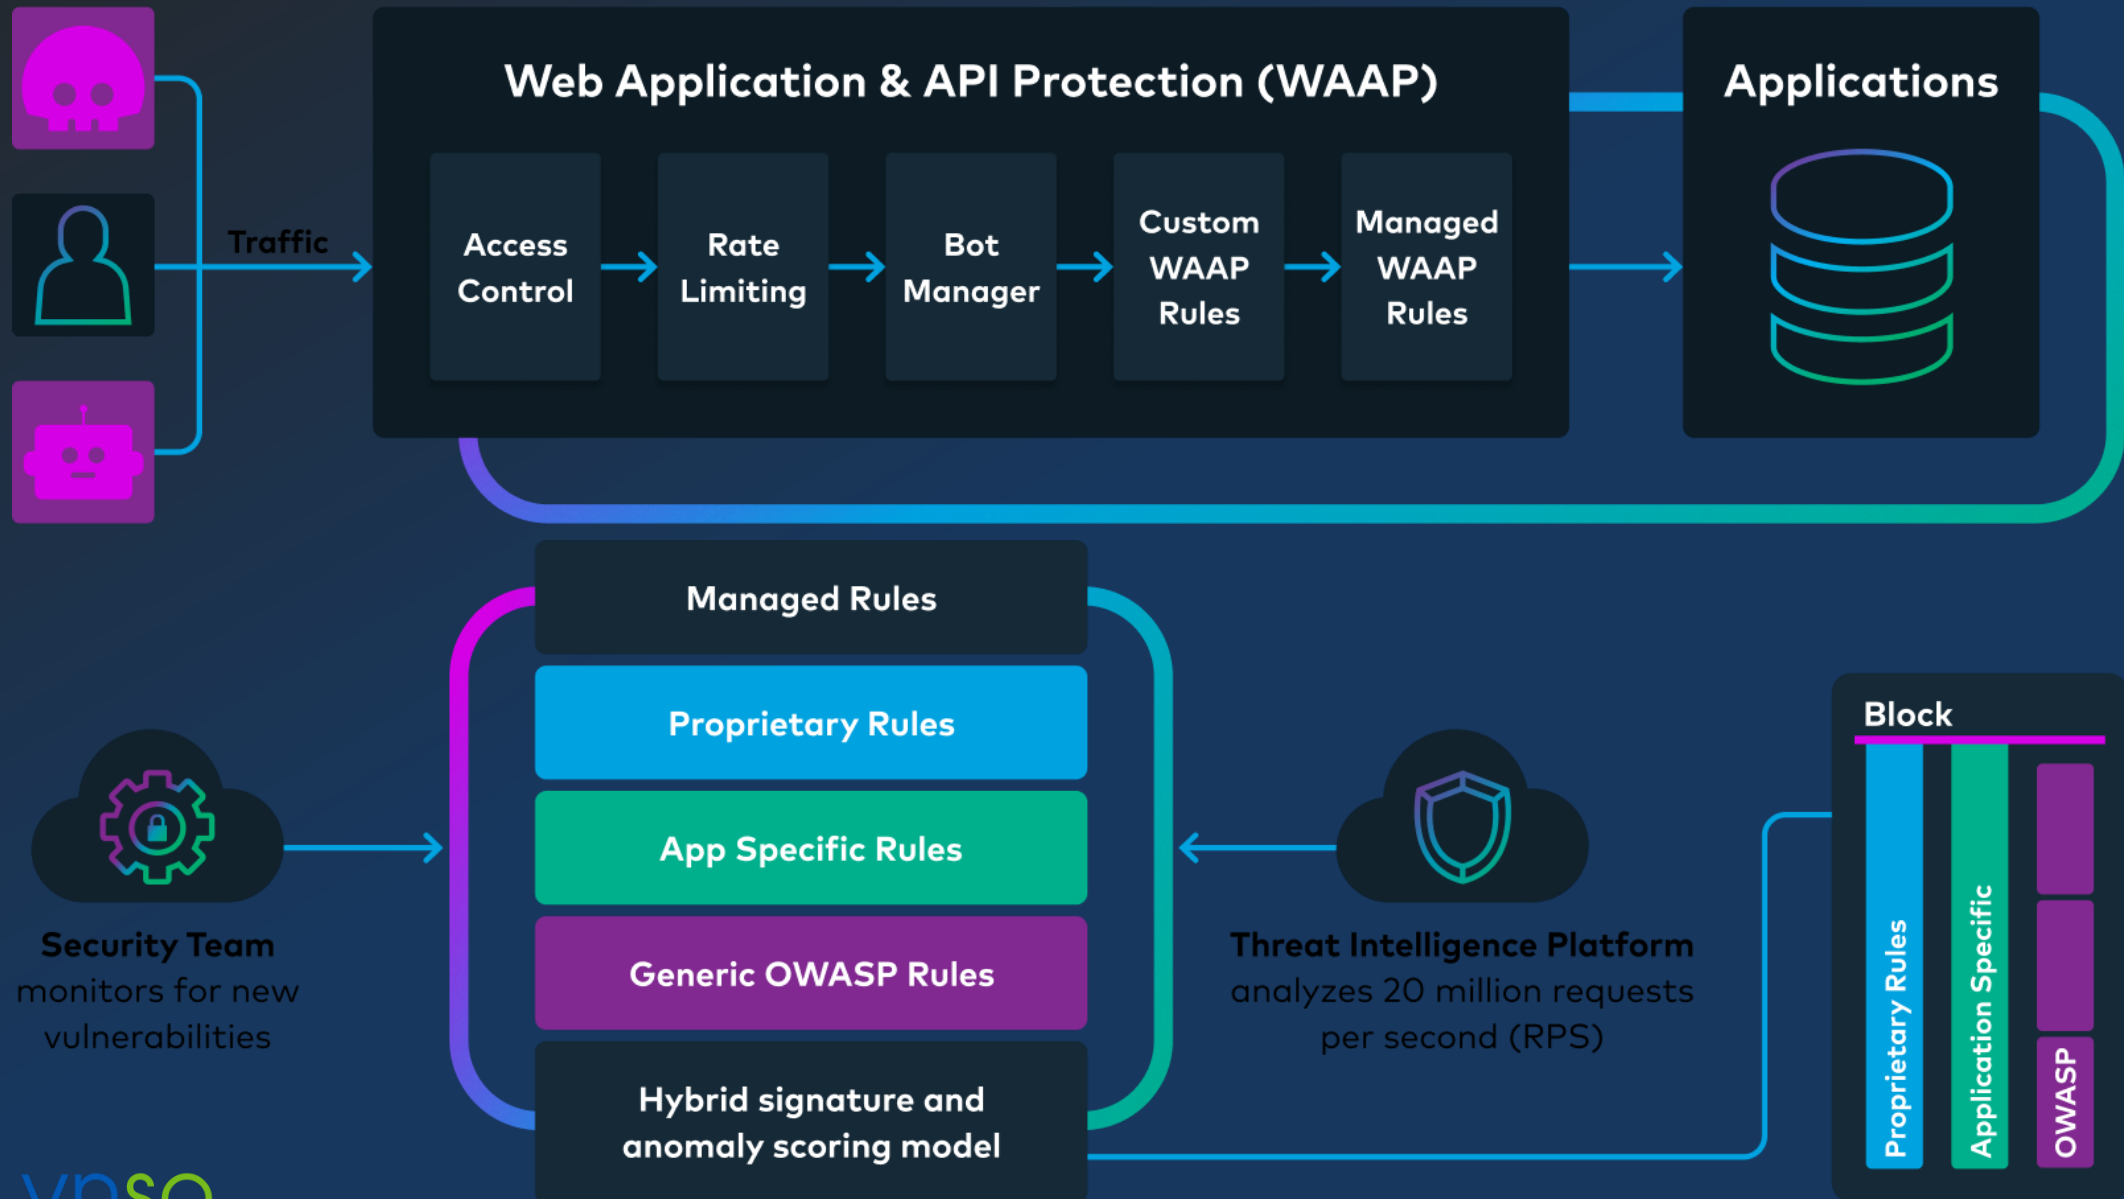 Web Application & API Protection (WAAP)
Applications
Traffic
Access
Control
Rate
Limiting
Bot
Manager
Custom
WAAP
Rules
Managed
WAAP
Rules
Managed Rules
Proprietary Rules
App Specific Rules
Generic OWASP Rules
Hybrid signature and
anomaly scoring model
Security Team
monitors for new
vulnerabilities
Threat Intelligence Platform
analyzes 20 million requests
per second (RPS)
Block
Proprietary Rules
Application Specific
OWASP